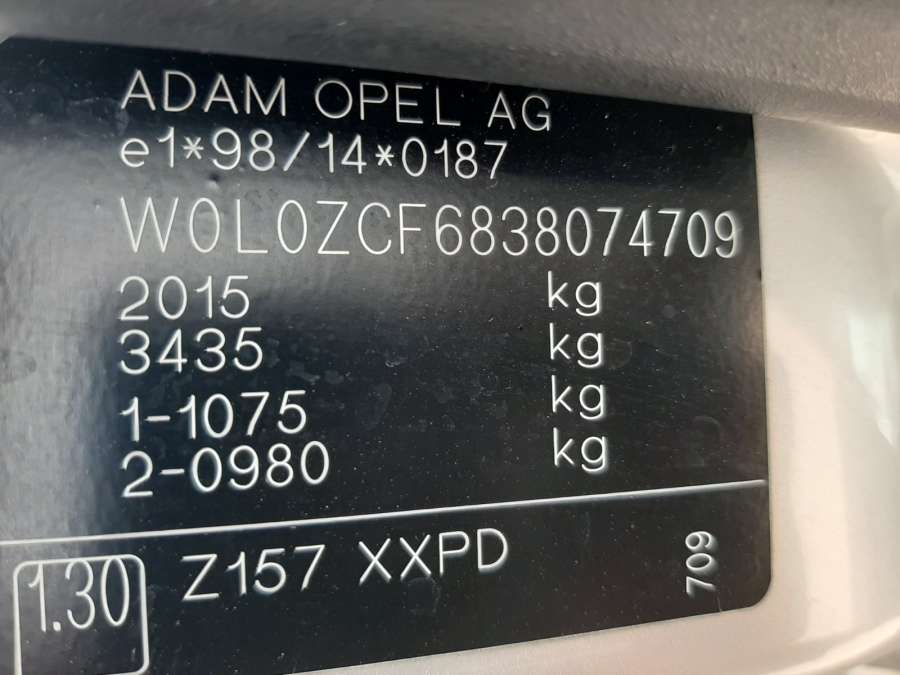 ADAM OPEL AG
e1*98/14*0187
W0L0ZCF6838074709
2015 kg
3435 kg
1-1075 kg
2-0980 kg
1.30 Z157 XXPD 709